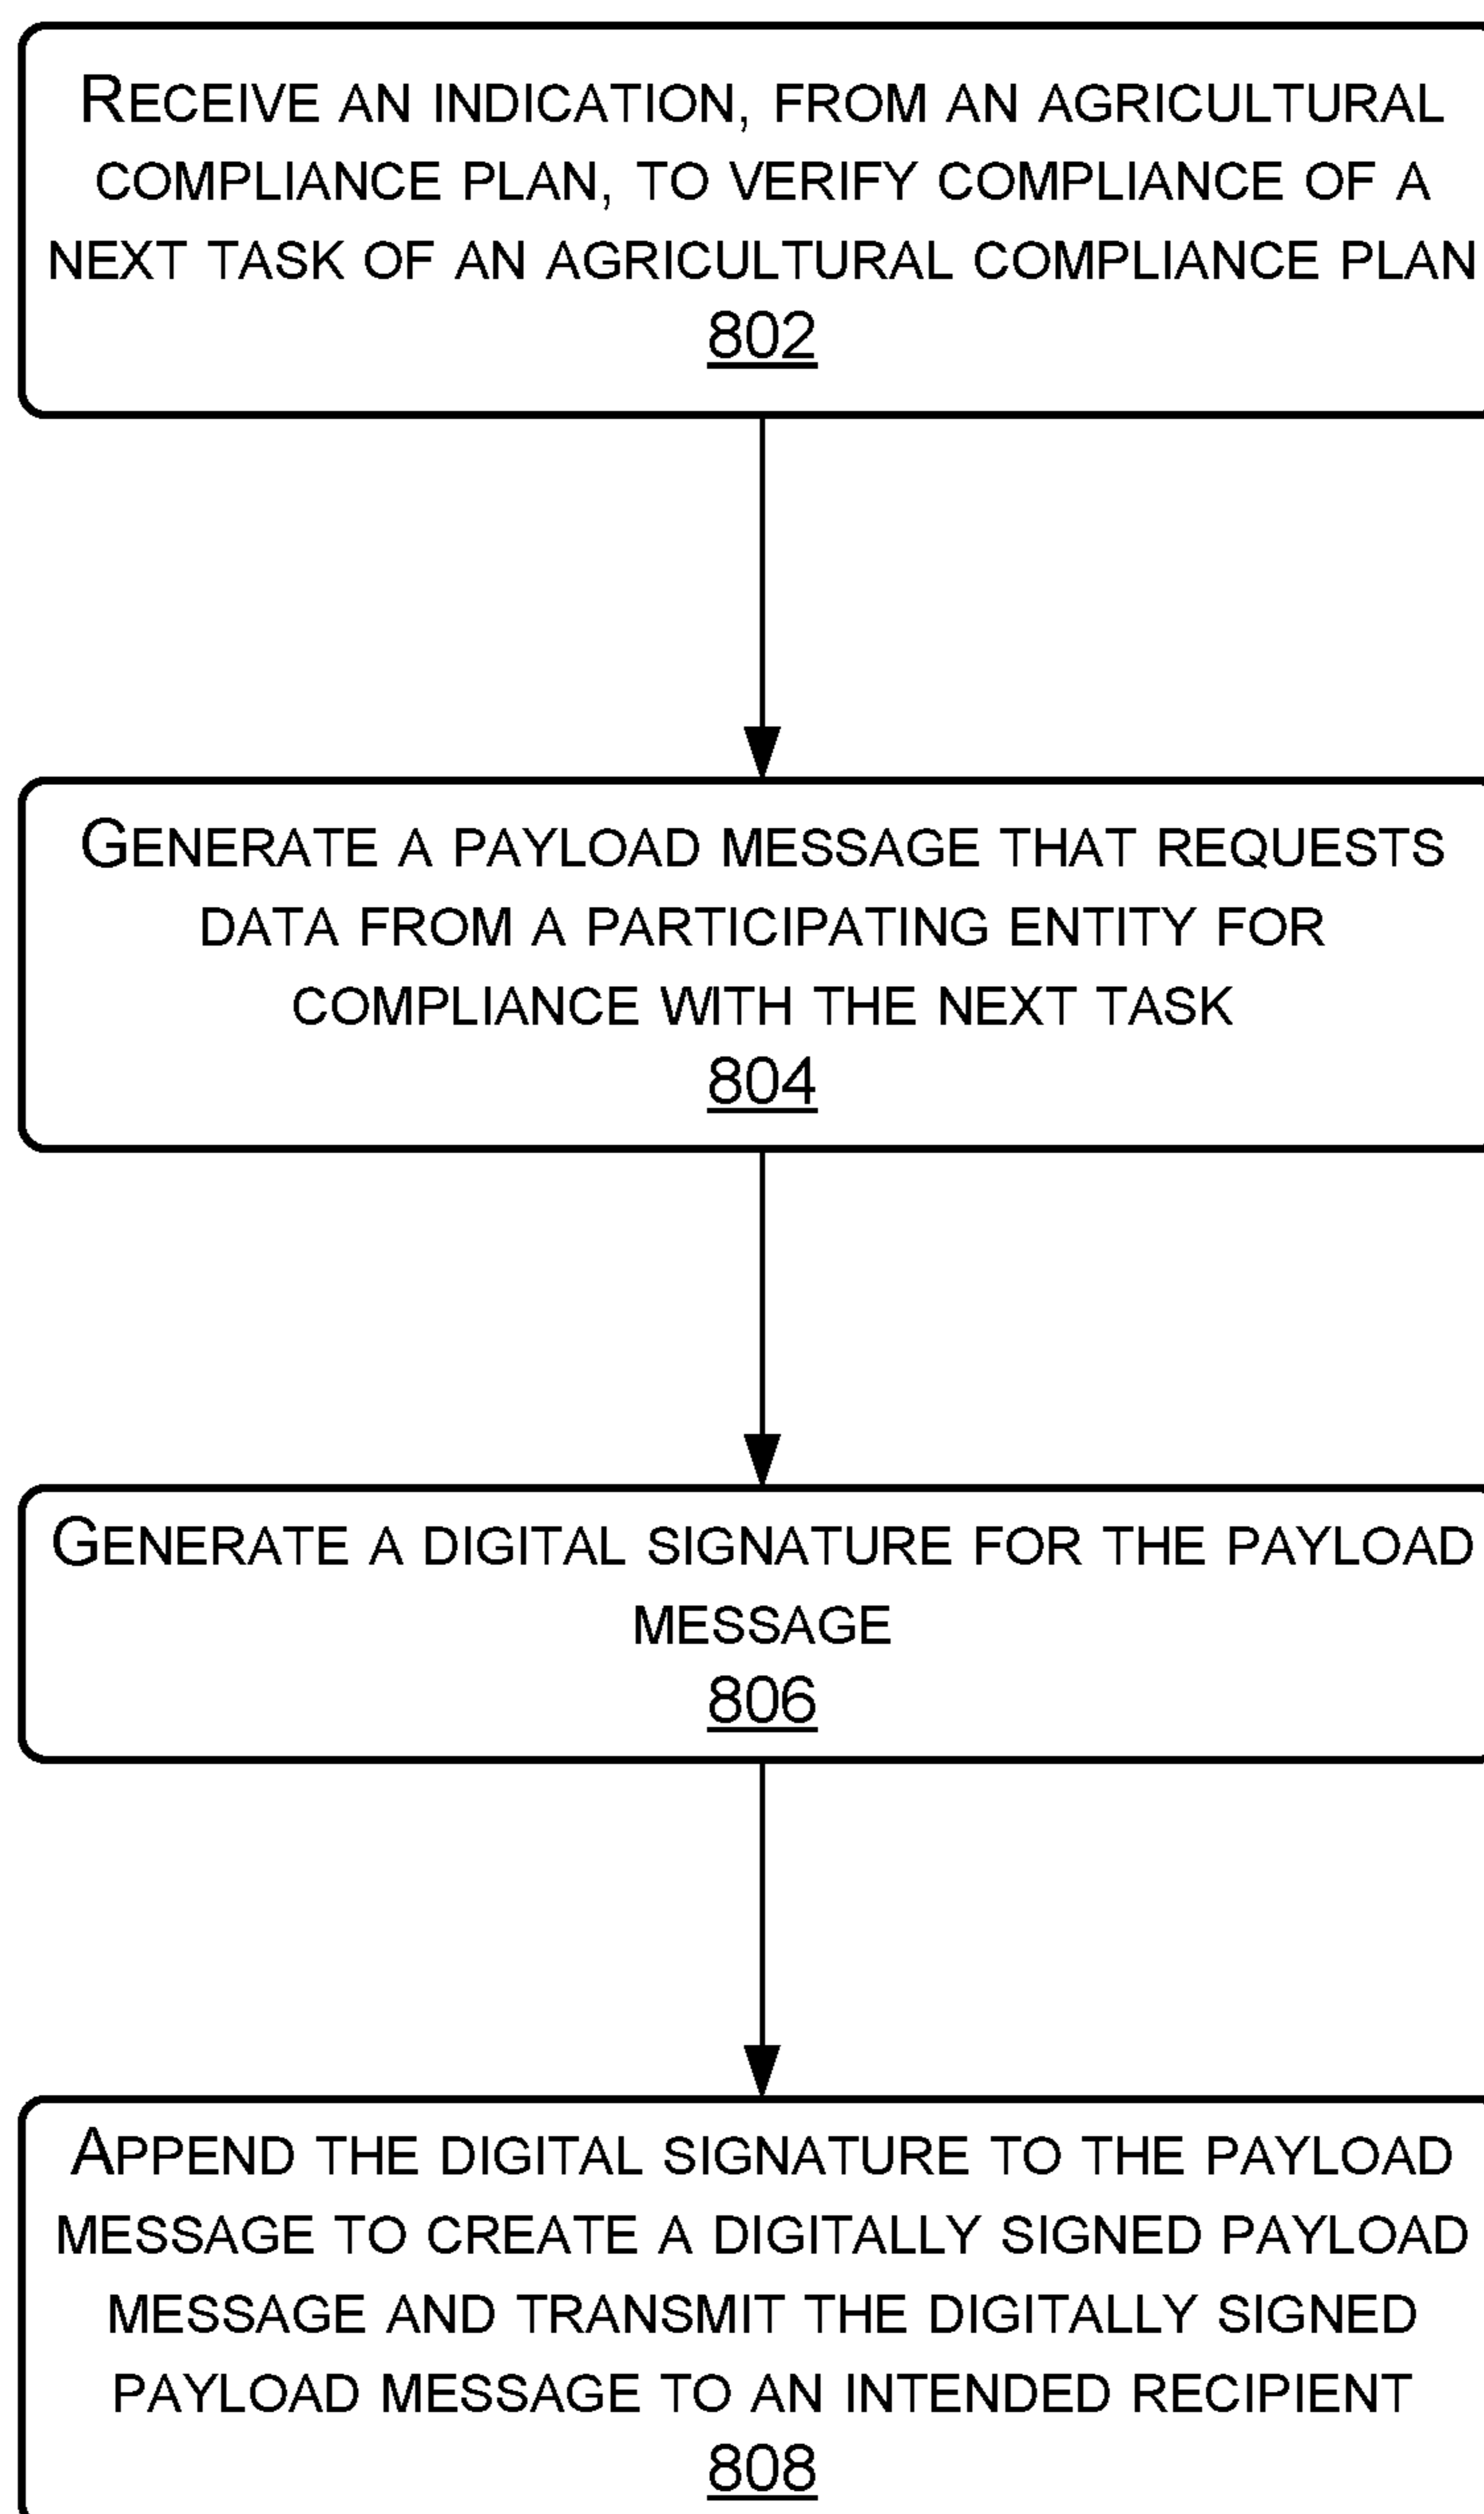 RECEIVE AN INDICATION, FROM AN AGRICULTURAL
COMPLIANCE PLAN, TO VERIFY COMPLIANCE OF A
NEXT TASK OF AN AGRICULTURAL COMPLIANCE PLAN
802
GENERATE A PAYLOAD MESSAGE THAT REQUESTS
DATA FROM A PARTICIPATING ENTITY FOR
COMPLIANCE WITH THE NEXT TASK
804
GENERATE A DIGITAL SIGNATURE FOR THE PAYLOAD
MESSAGE
806
APPEND THE DIGITAL SIGNATURE TO THE PAYLOAD
MESSAGE TO CREATE A DIGITALLY SIGNED PAYLOAD
MESSAGE AND TRANSMIT THE DIGITALLY SIGNED
PAYLOAD MESSAGE TO AN INTENDED RECIPIENT
808